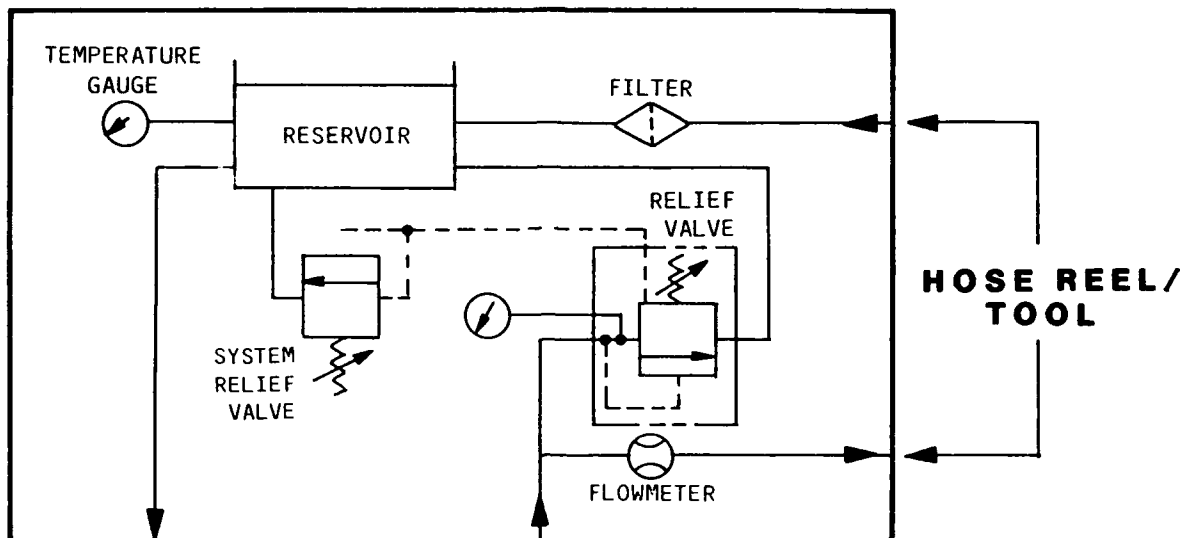 TEMPERATURE
GAUGE
FILTER
RESERVOIR
RELIEF
VALVE
HOSE REEL/
TOOL
SYSTEM
RELIEF
VALVE
FLOWMETER